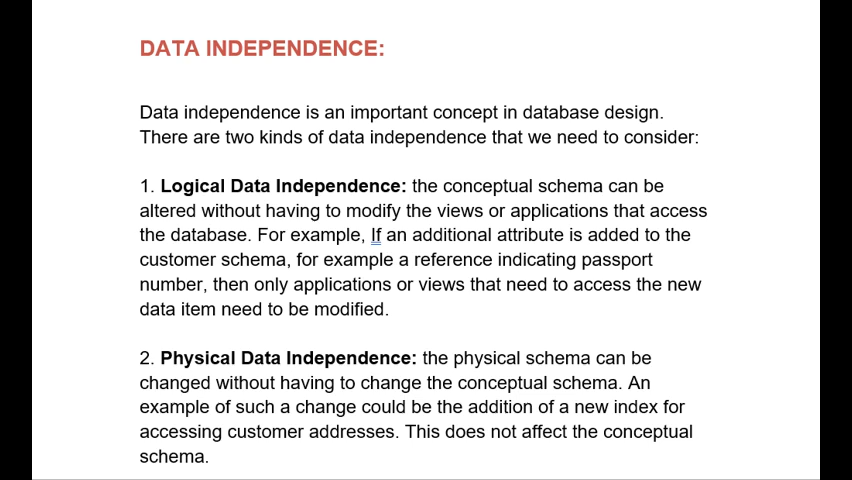 DATA INDEPENDENCE:
Data independence is an important concept in database design.
There are two kinds of data independence that we need to consider:
1. Logical Data Independence: the conceptual schema can be
altered without having to modify the views or applications that access
the database. For example, If an additional attribute is added to the
customer schema, for example a reference indicating passport
number, then only applications or views that need to access the new
data item need to be modified.
2. Physical Data Independence: the physical schema can be
changed without having to change the conceptual schema. An
example of such a change could be the addition of a new index for
accessing customer addresses. This does not affect the conceptual
schema.